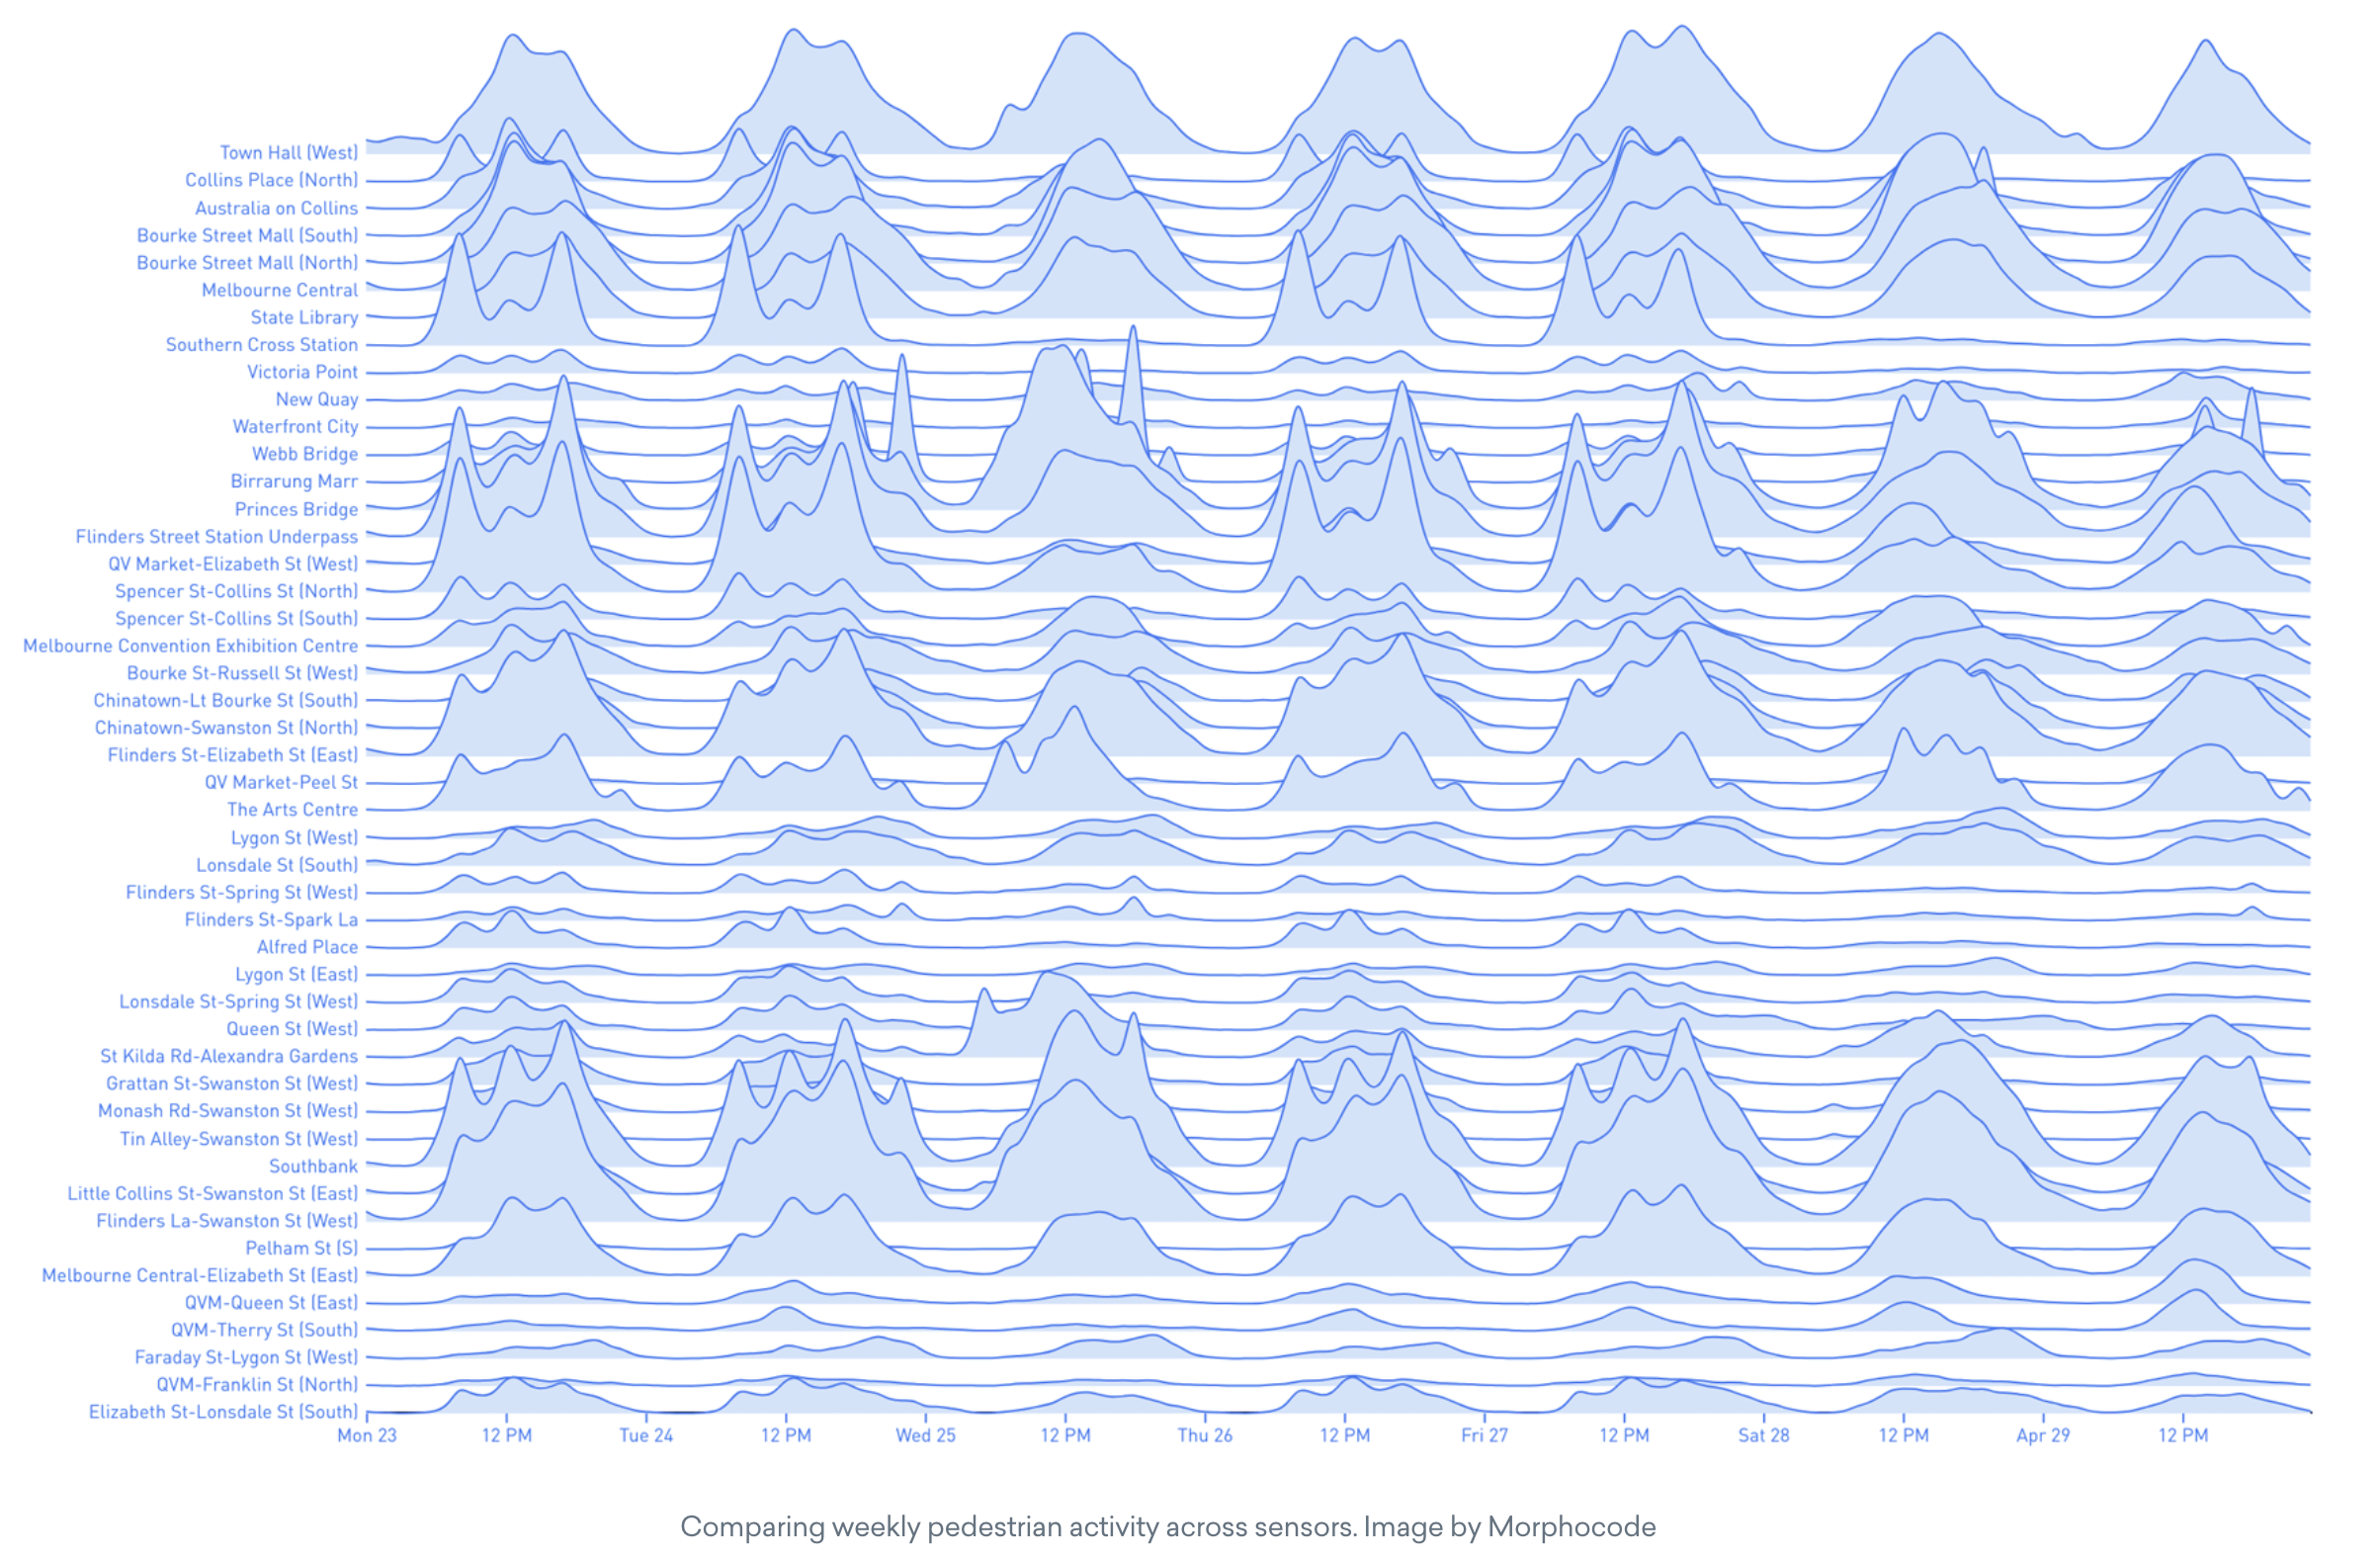 Town Hall (West)
Collins Place (North)
Australia on Collins
Bourke Street Mall (South)
Bourke Street Mall (North)
Melbourne Central
State Library
Southern Cross Station
Victoria Point
New Quay
Waterfront City
Webb Bridge
Birrarung Marr
Princes Bridge
Flinders Street Station Underpass
QV Market-Elizabeth St (West)
Spencer St-Collins St (North)
Spencer St-Collins St (South)
Melbourne Convention Exhibition Centre
Bourke St-Russell St (West)
Chinatown-Lt Bourke St (South)
Chinatown-Swanston St (North)
Flinders St-Elizabeth St (East)
QV Market-Peel St
The Arts Centre
Lygon St (West)
Lonsdale St (South)
Flinders St-Spring St (West)
Flinders St-Spark La
Alfred Place
Lygon St (East)
Lonsdale St-Spring St (West)
Queen St (West)
St Kilda Rd-Alexandra Gardens
Grattan St-Swanston St (West)
Monash Rd-Swanston St (West)
Tin Alley-Swanston St (West)
Southbank
Little Collins St-Swanston St (East)
Flinders La-Swanston St (West)
Pelham St (S)
Melbourne Central-Elizabeth St (East)
QVM-Queen St (East)
QVM-Therry St (South)
Faraday St-Lygon St (West)
QVM-Franklin St (North)
Elizabeth St-Lonsdale St (South)
Mon 23 12 PM Tue 24 12 PM Wed 25 12 PM Thu 26 12 PM Fri 27 12 PM Sat 28 12 PM Apr 29 12 PM
Comparing weekly pedestrian activity across sensors. Image by Morphocode